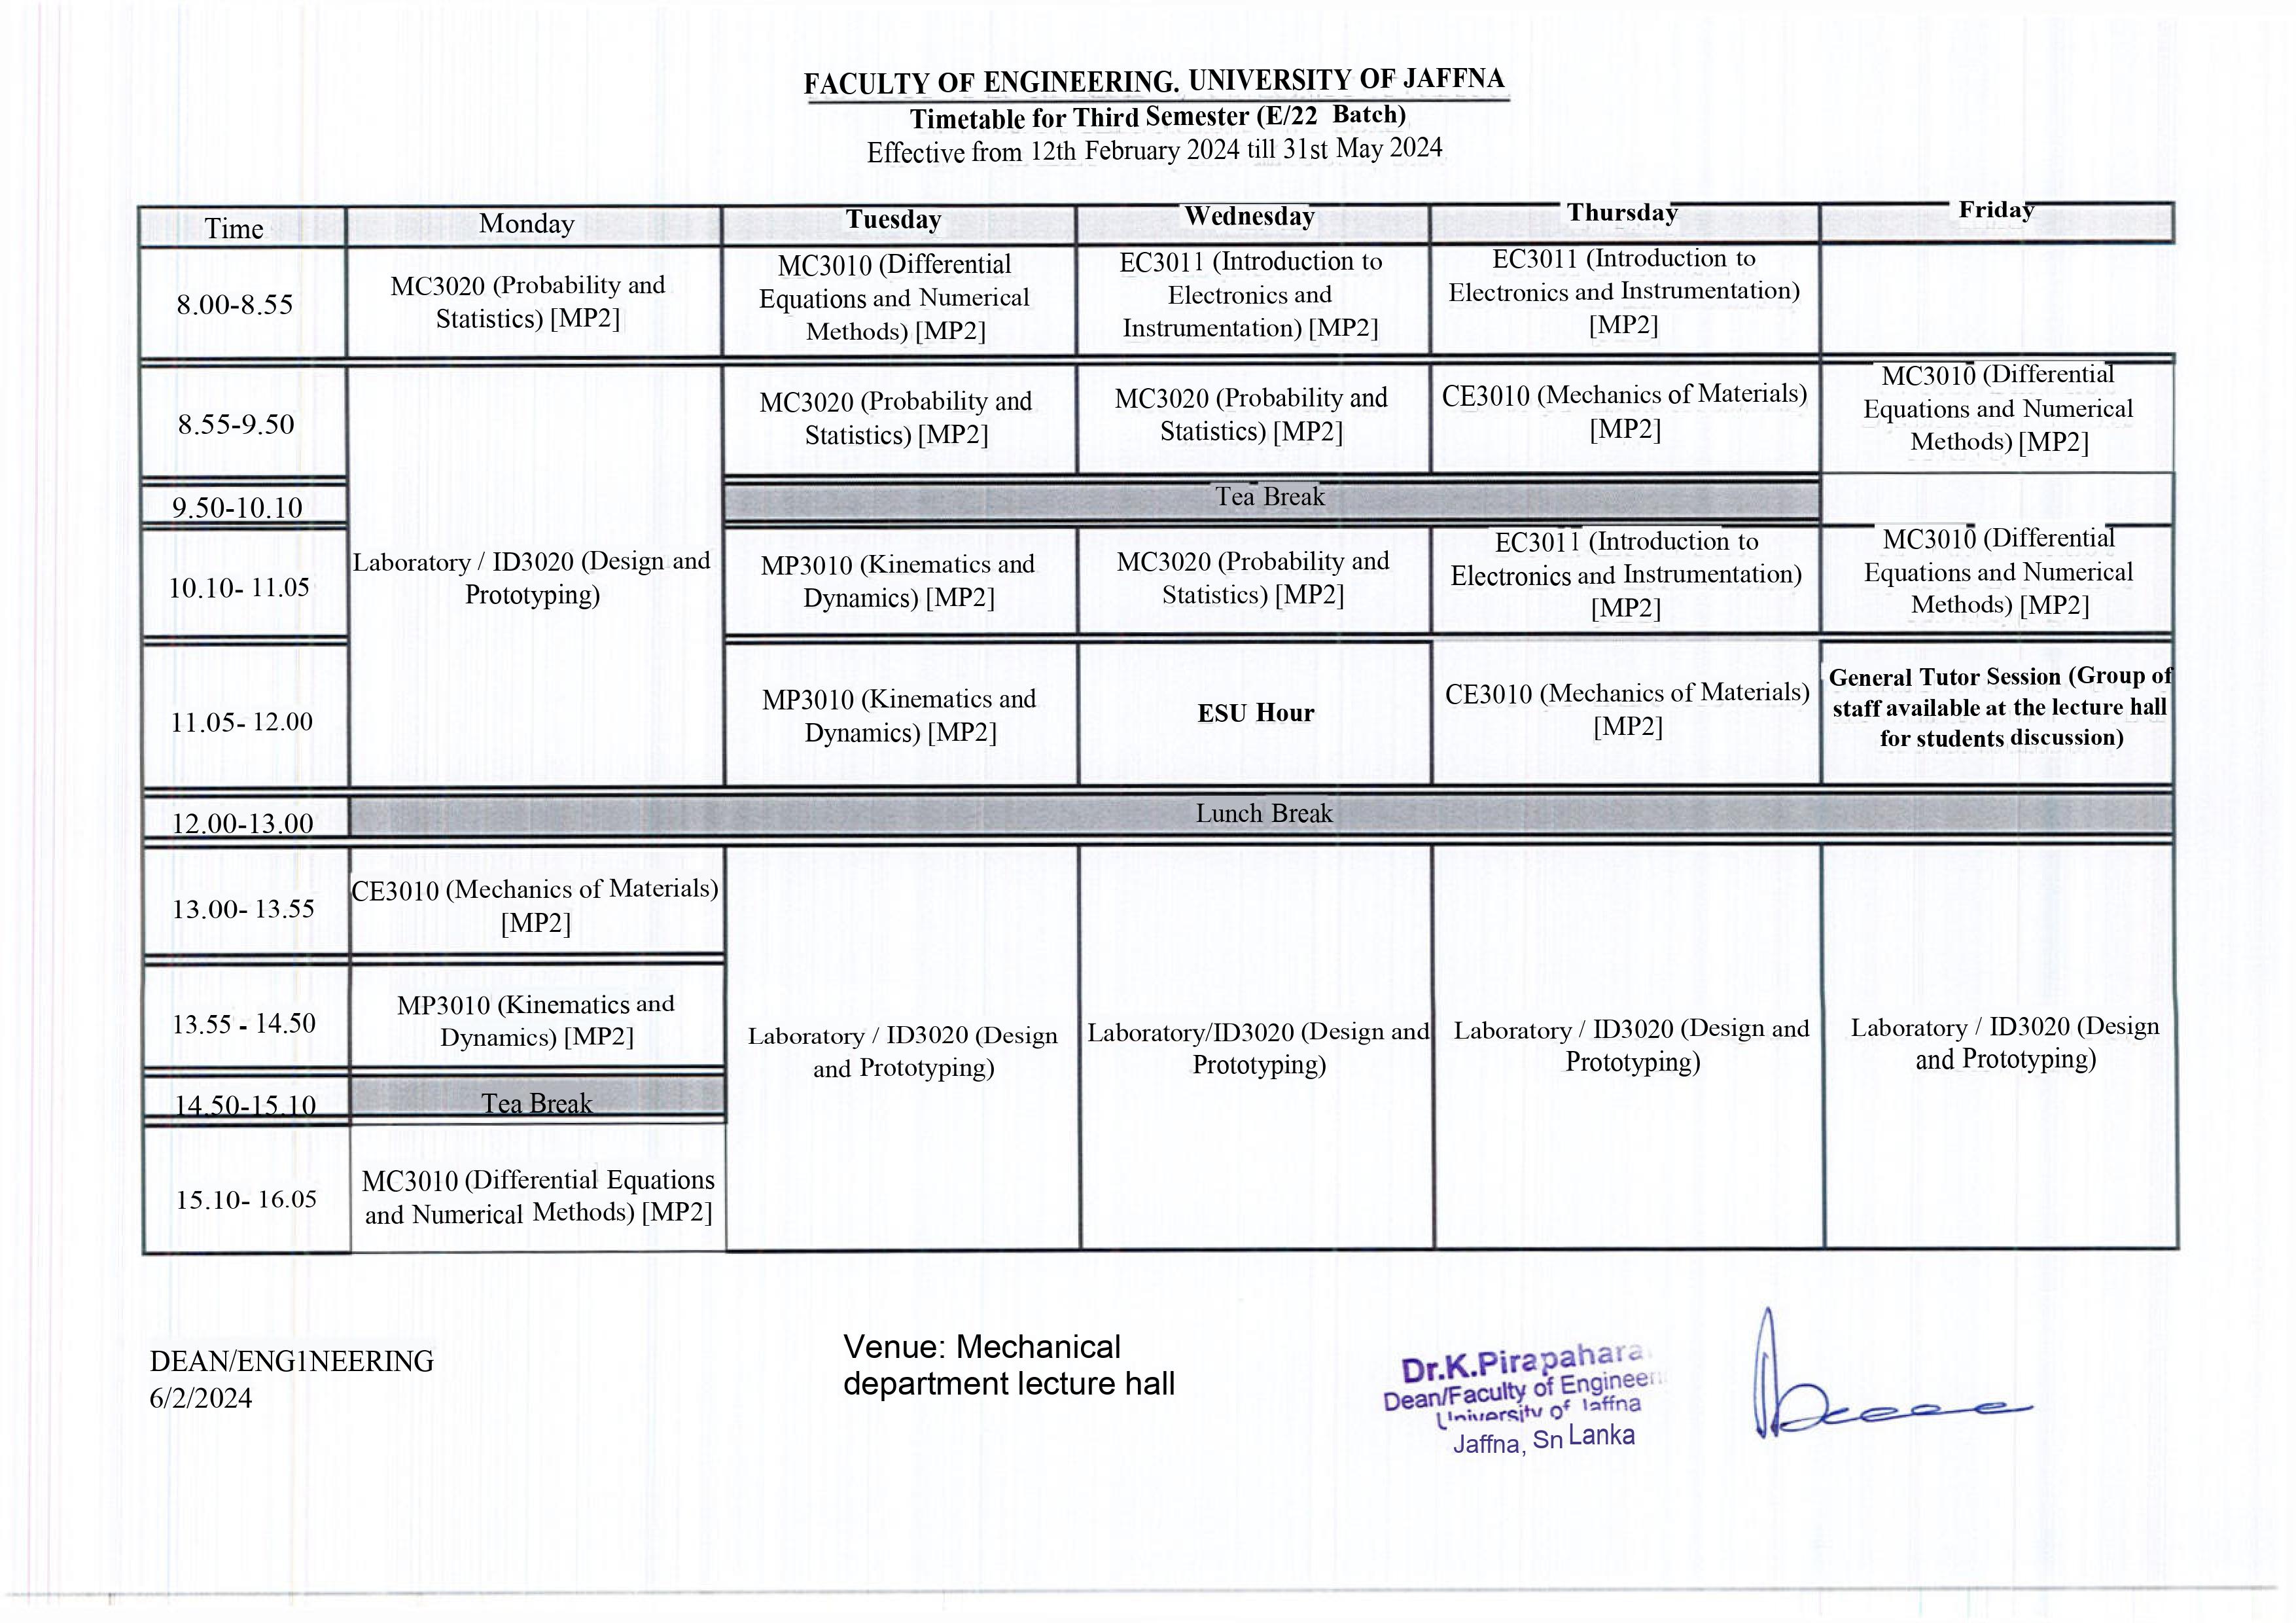 FACULTY OF ENGINEERING. UNIVERSITY OF JAFFNA
Timetable for Third Semester (E/22 Batch)
Effective from 12th February 2024 till 31st May 2024
Time
Monday
Tuesday
Wednesday
Thursday
Friday
8.00-8.55
MC3020 (Probability and
Statistics) [MP2]
MC3010 (Differential
Equations and Numerical
Methods) [MP2]
EC3011 (Introduction to
Electronics and
Instrumentation) [MP2]
EC3011 (Introduction to
Electronics and Instrumentation)
[MP2]
8.55-9.50
Laboratory / ID3020 (Design and
Prototyping)
MC3020 (Probability and
Statistics) [MP2]
MC3020 (Probability and
Statistics) [MP2]
CE3010 (Mechanics of Materials)
[MP2]
MC3010 (Differential
Equations and Numerical
Methods) [MP2]
9.50-10.10
Tea Break
10.10- 11.05
MP3010 (Kinematics and
Dynamics) [MP2]
MC3020 (Probability and
Statistics) [MP2]
EC3011 (Introduction to
Electronics and Instrumentation)
[MP2]
MC3010 (Differential
Equations and Numerical
Methods) [MP2]
11.05- 12.00
MP3010 (Kinematics and
Dynamics) [MP2]
ESU Hour
CE3010 (Mechanics of Materials)
[MP2]
General Tutor Session (Group of
staff available at the lecture hall
for students discussion)
12.00-13.00
Lunch Break
13.00- 13.55
CE3010 (Mechanics of Materials)
[MP2]
Laboratory / ID3020 (Design
and Prototyping)
Laboratory/ID3020 (Design and
Prototyping)
Laboratory / ID3020 (Design and
Prototyping)
Laboratory / ID3020 (Design
and Prototyping)
13.55 - 14.50
MP3010 (Kinematics and
Dynamics) [MP2]
14.50-15.10
Tea Break
15.10- 16.05
MC3010 (Differential Equations
and Numerical Methods) [MP2]
DEAN/ENG1NEERING
6/2/2024
Venue: Mechanical
department lecture hall
Dr.K.Pirapahara
Dean/Faculty of Engineer
University of Jaffna
Jaffna, Sn Lanka